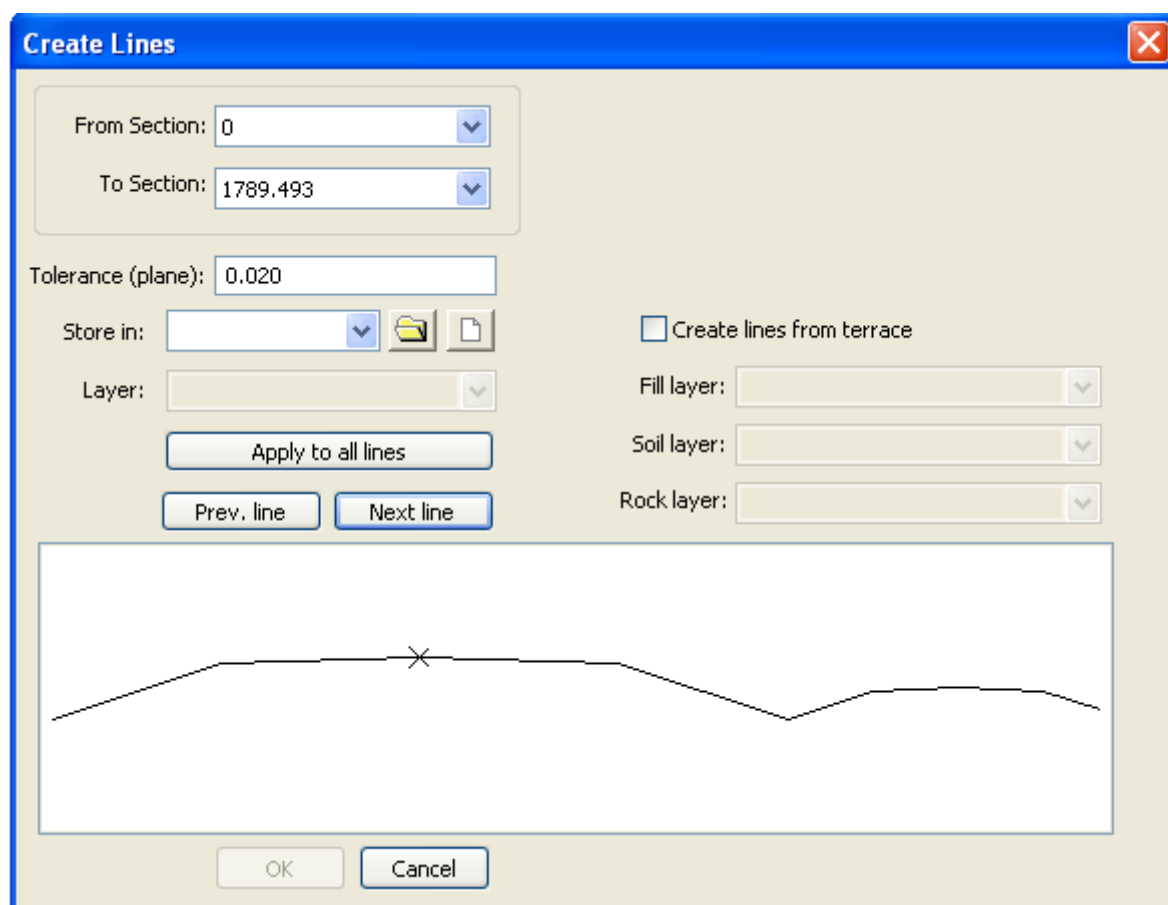 Create Lines
From Section: 0
To Section: 1789.493
Tolerance (plane): 0.020
Store in:
Create lines from terrace
Layer:
Fill layer:
Apply to all lines
Soil layer:
Prev. line
Next line
Rock layer:
OK
Cancel